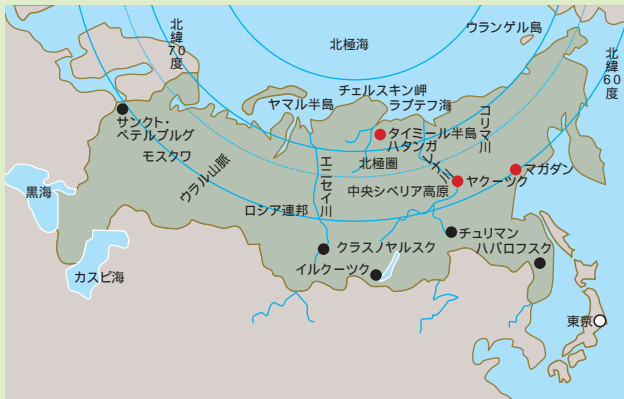 北極海
ウランゲル島
北緯70度
北緯60度
チェルスキン岬
ラプテフ海
ヤマル半島
コリマ川
サンクト・
ペテルブルグ
タイミール半島
ハタンガ
モスクワ
北極圏
レナ川
マガダン
ウラル山脈
エニセイ川
中央シベリア高原
ヤクーツク
黒海
ロシア連邦
チュリマン
クラスノヤルスク
ハバロフスク
イルクーツク
カスピ海
東京